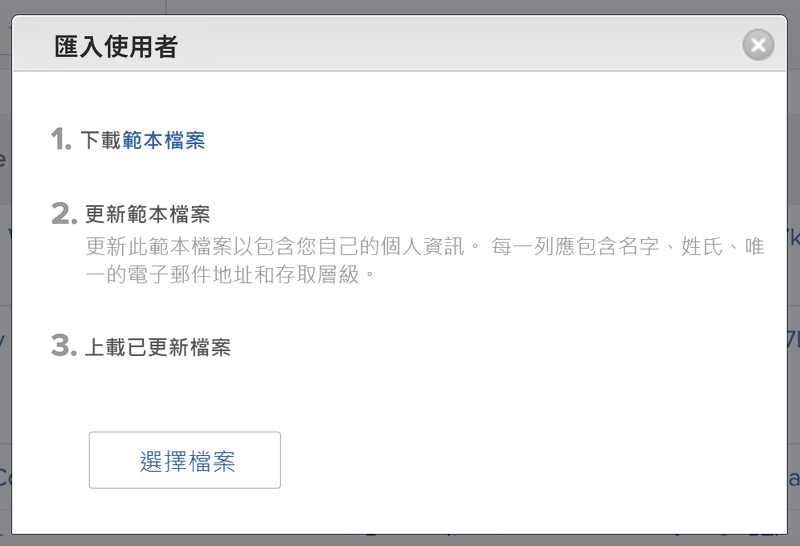 匯入使用者
1. 下載範本檔案
2. 更新範本檔案
更新此範本檔案以包含您自己的個人資訊。 每一列應包含名字、姓氏、唯
一的電子郵件地址和存取層級。
3. 上載已更新檔案
選擇檔案